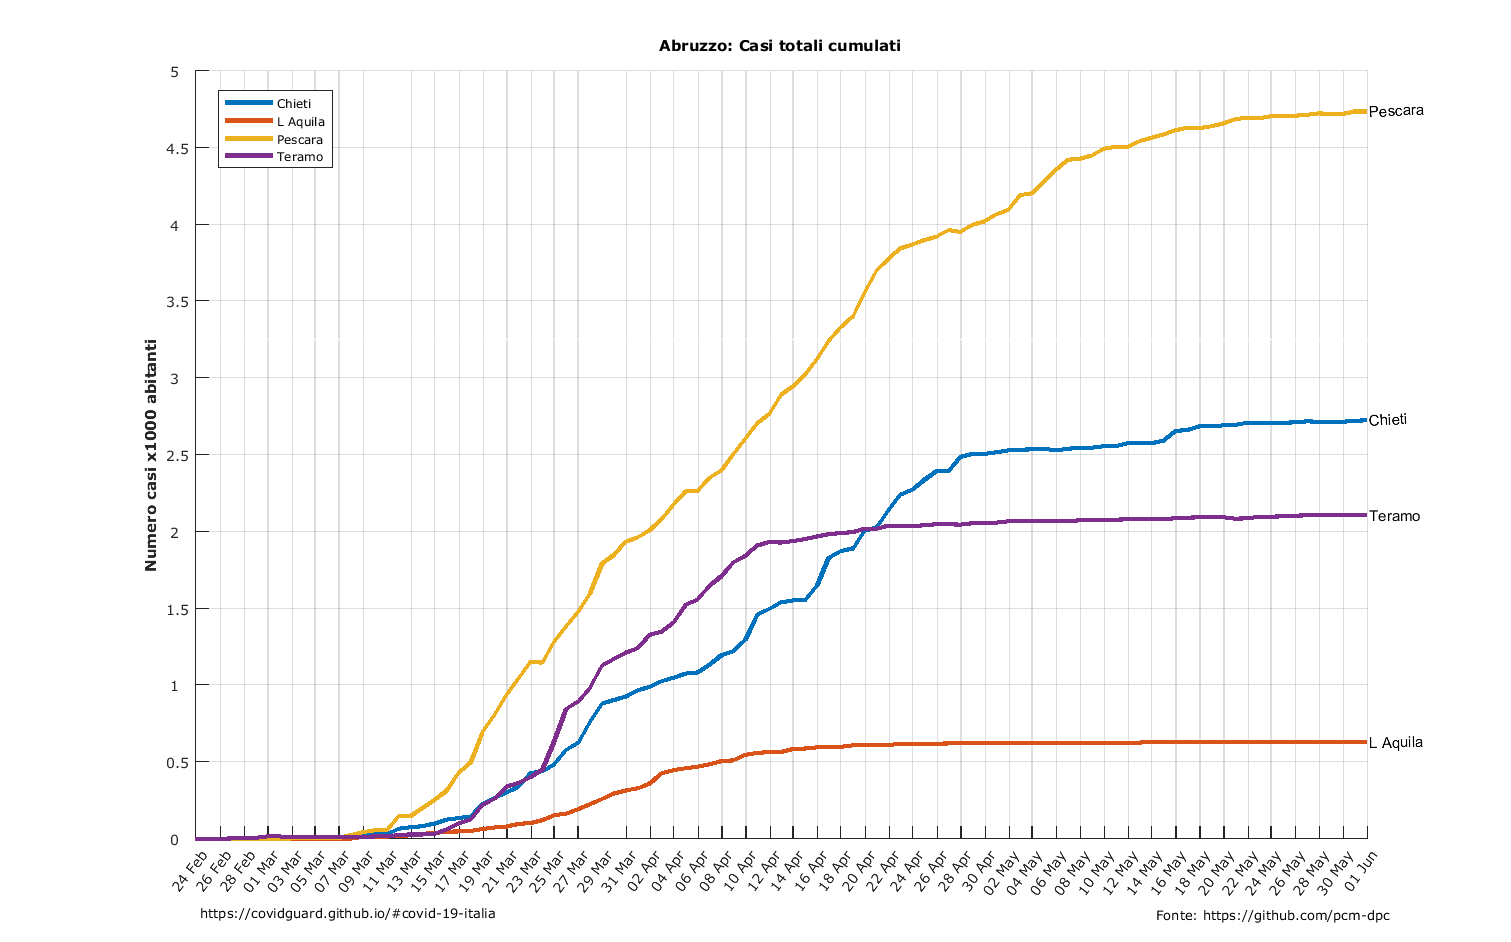 Abruzzo: Casi totali cumulati
Numero casi x1000 abitanti
5
4.5
4
3.5
3
2.5
2
1.5
1
0.5
0
Chieti
L Aquila
Pescara
Teramo
Pescara
Chieti
Teramo
L Aquila
24 Feb
26 Feb
28 Feb
01 Mar
03 Mar
05 Mar
07 Mar
09 Mar
11 Mar
13 Mar
15 Mar
17 Mar
19 Mar
21 Mar
23 Mar
25 Mar
27 Mar
29 Mar
31 Mar
02 Apr
04 Apr
06 Apr
08 Apr
10 Apr
12 Apr
14 Apr
16 Apr
18 Apr
20 Apr
22 Apr
24 Apr
26 Apr
28 Apr
30 Apr
02 May
04 May
06 May
08 May
10 May
12 May
14 May
16 May
18 May
20 May
22 May
24 May
26 May
28 May
30 May
01 Jun
https://covidguard.github.io/#covid-19-italia
Fonte: https://github.com/pcm-dpc